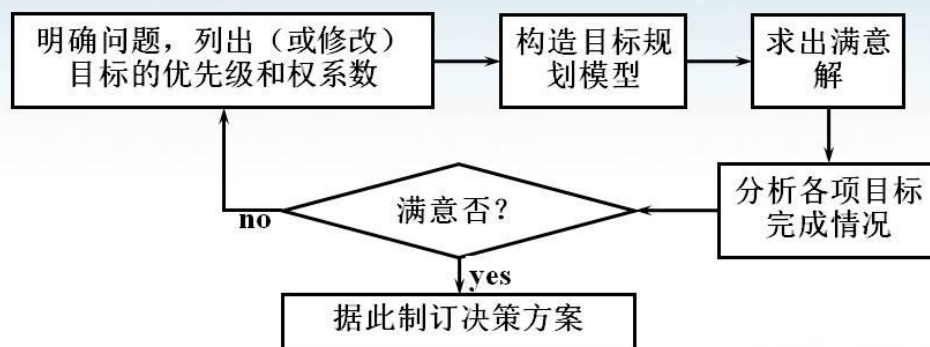 明确问题，列出（或修改）
目标的优先级和权系数
构造目标规
划模型
求出满意
解
分析各项目标
完成情况
满意否？
no
yes
据此制订决策方案